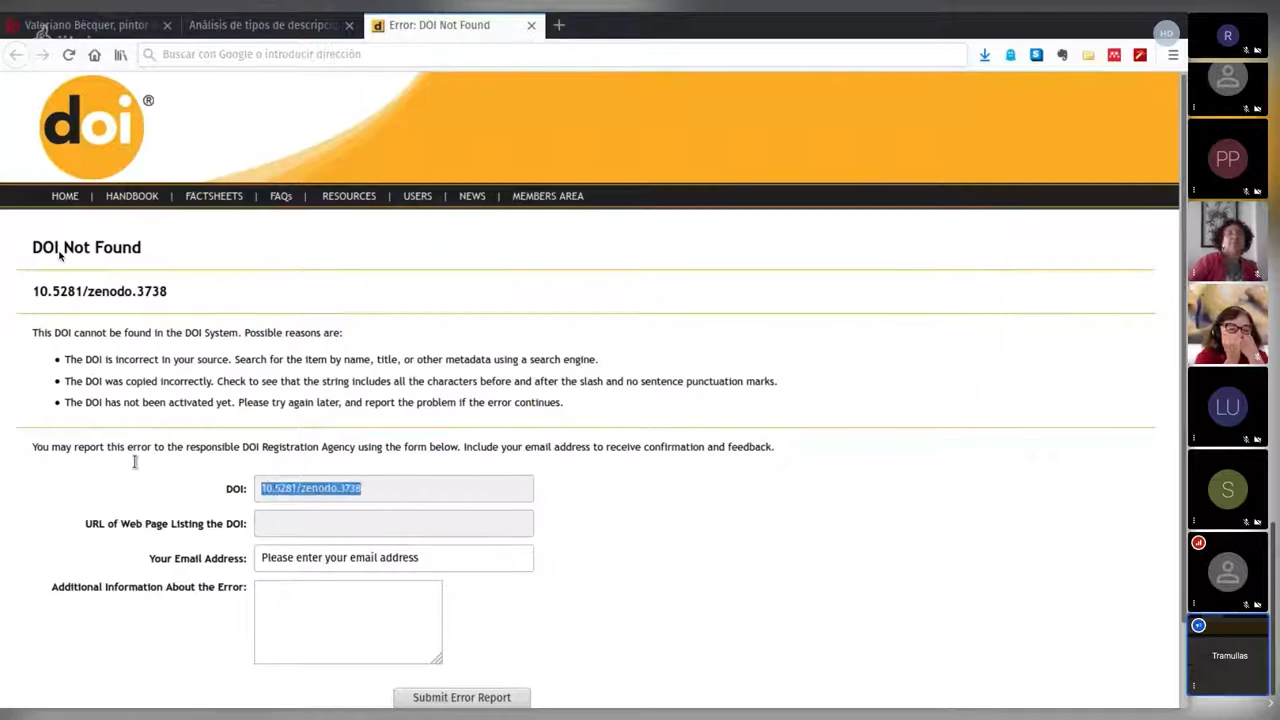 Valeriano Bècquer, pintor
Análisis de tipos de descripci
Error: DOI Not Found
HD
Buscar con Google o introducir dirección
doi®
HOME | HANDBOOK | FACTSHEETS | FAQs | RESOURCES | USERS | NEWS | MEMBERS AREA
DOI Not Found
10.5281/zenodo.3738
This DOI cannot be found in the DOI System. Possible reasons are:
• The DOI is incorrect in your source. Search for the item by name, title, or other metadata using a search engine.
• The DOI was copied incorrectly. Check to see that the string includes all the characters before and after the slash and no sentence punctuation marks.
• The DOI has not been activated yet. Please try again later, and report the problem if the error continues.
You may report this error to the responsible DOI Registration Agency using the form below. Include your email address to receive confirmation and feedback.
DOI: 10.5281/zenodo.3738
URL of Web Page Listing the DOI:
Your Email Address: Please enter your email address
Additional Information About the Error:
Submit Error Report
R
PP
LU
S
Tramullas